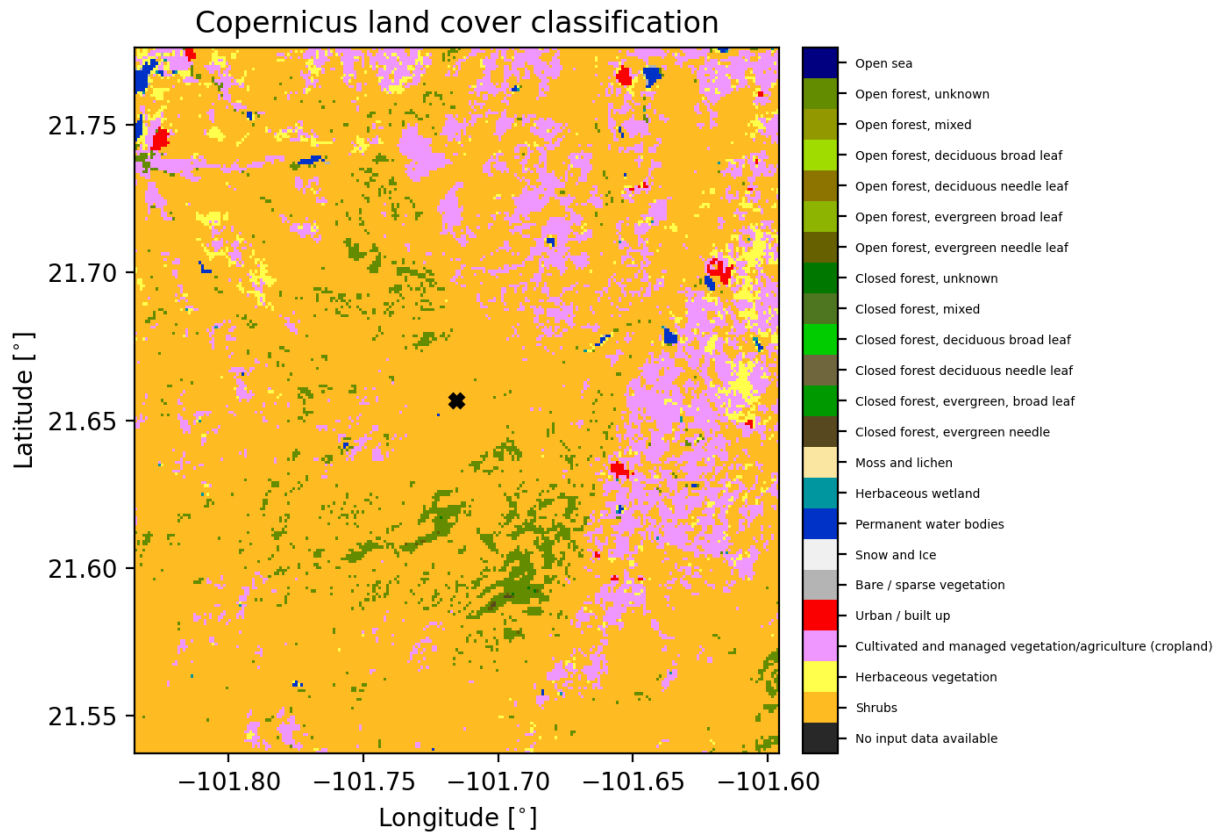 Copernicus land cover classification
21.75
21.70
21.65
21.60
21.55
Latitude [°]
−101.80
−101.75
−101.70
−101.65
−101.60
Longitude [°]
Open sea
Open forest, unknown
Open forest, mixed
Open forest, deciduous broad leaf
Open forest, deciduous needle leaf
Open forest, evergreen broad leaf
Open forest, evergreen needle leaf
Closed forest, unknown
Closed forest, mixed
Closed forest, deciduous broad leaf
Closed forest deciduous needle leaf
Closed forest, evergreen, broad leaf
Closed forest, evergreen needle
Moss and lichen
Herbaceous wetland
Permanent water bodies
Snow and Ice
Bare / sparse vegetation
Urban / built up
Cultivated and managed vegetation/agriculture (cropland)
Herbaceous vegetation
Shrubs
No input data available